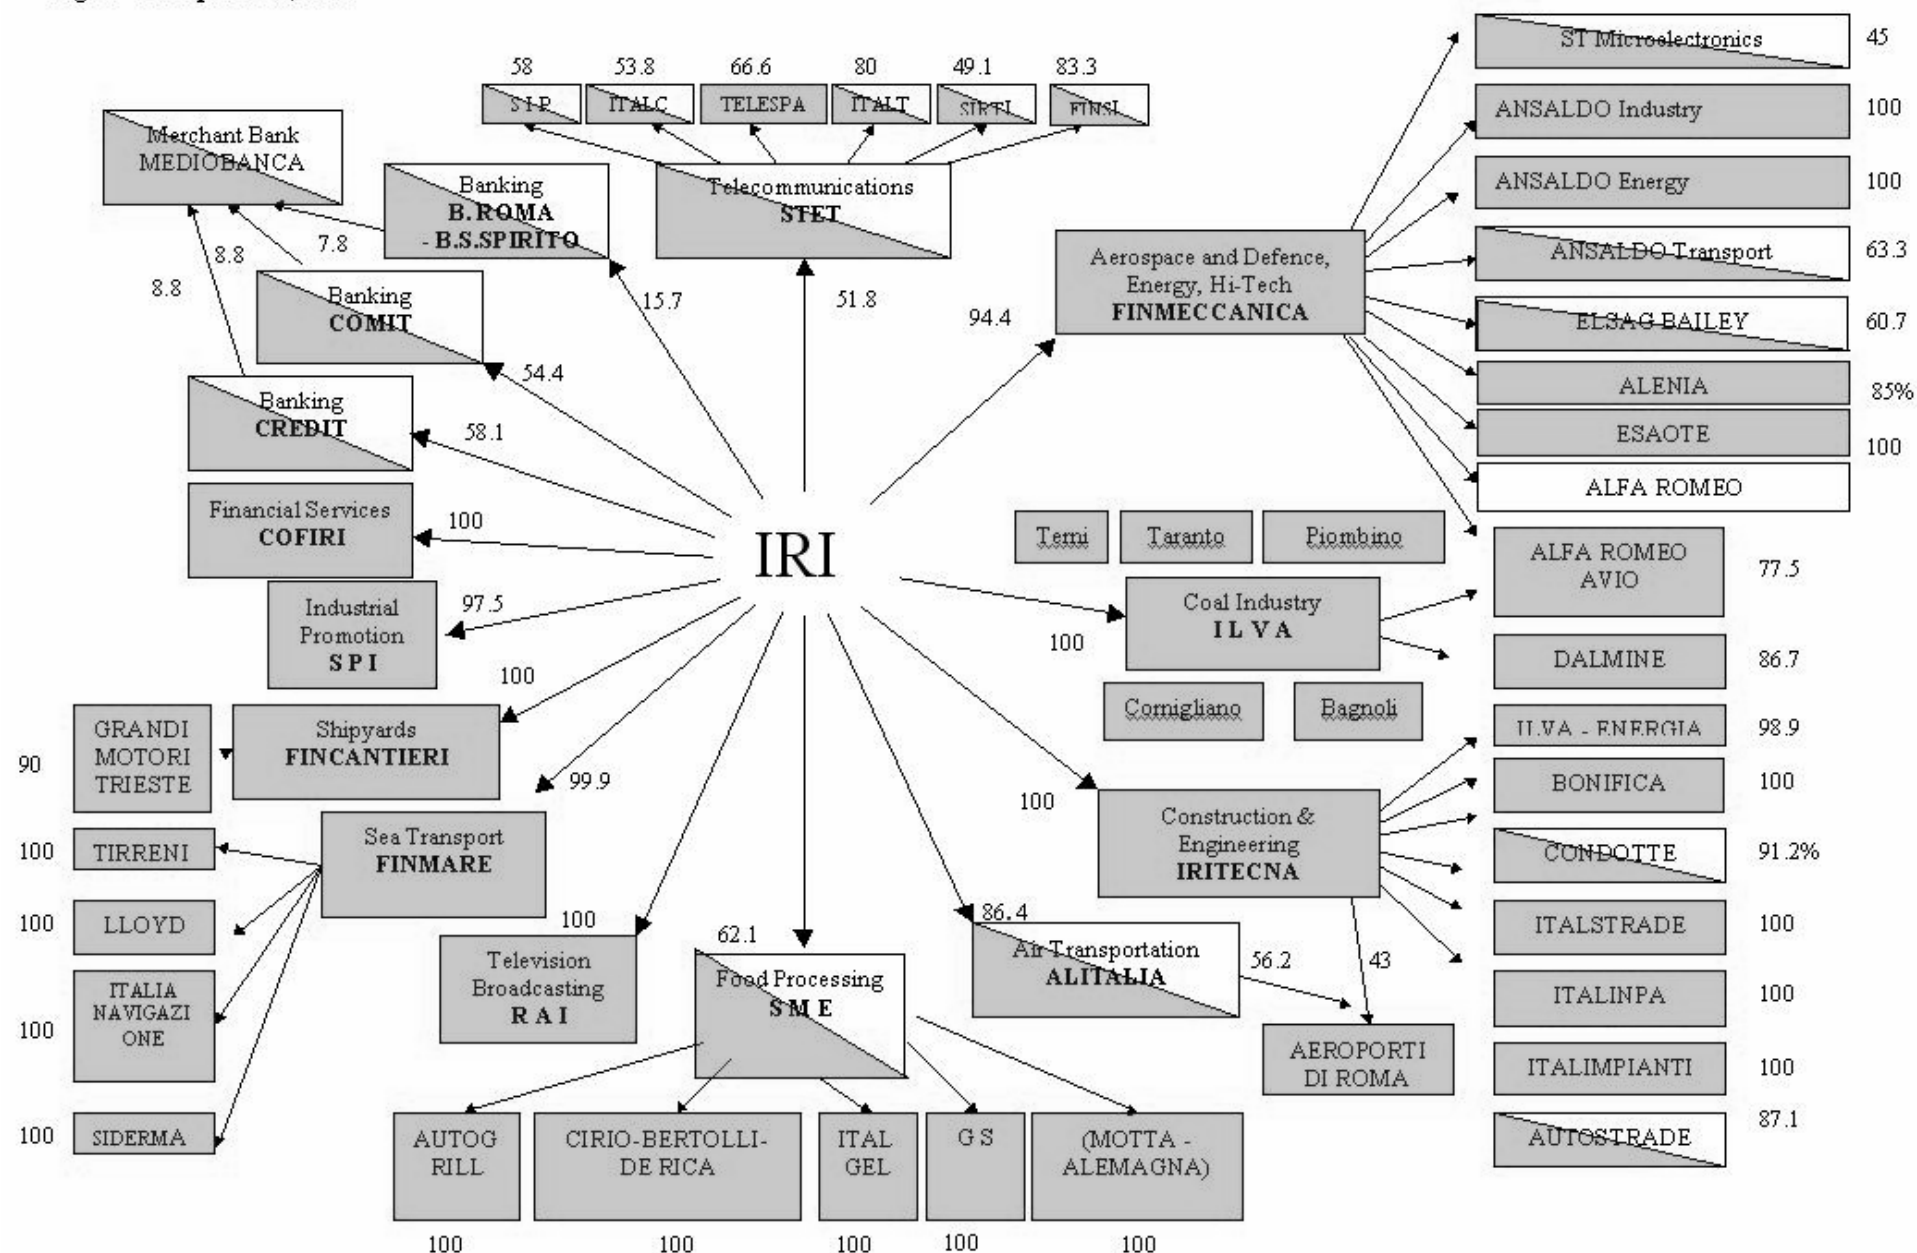 58
53.8
66.6
80
49.1
83.3
S I P
ITALC
TELESPA
ITALT
SIRTI
FINSI
Merchant Bank
MEDIOBANCA
Banking
B. ROMA
- B.S.SPIRITO
Telecommunications
STET
7.8
8.8
8.8
Banking
COMIT
15.7
51.8
54.4
Banking
CREDIT
58.1
Financial Services
COFIRI
100
Industrial
Promotion
S P I
97.5
IRI
94.4
Aerospace and Defence,
Energy, Hi-Tech
FINMECCANICA
ST Microelectronics
45
ANSALDO Industry
100
ANSALDO Energy
100
ANSALDO Transport
63.3
ELSAG BAILEY
60.7
ALENIA
85%
ESAOTE
100
ALFA ROMEO
Terni
Taranto
Piombino
Coal Industry
I L V A
100
Cornigliano
Bagnoli
ALFA ROMEO
AVIO
77.5
DALMINE
86.7
ILVA - ENERGIA
98.9
BONIFICA
100
CONDOTTE
91.2%
ITALSTRADE
100
ITALINPA
100
ITALIMPIANTI
100
AUTOSTRADE
87.1
100
Construction &
Engineering
IRITECNA
43
100
Shipyards
FINCANTIERI
GRANDI
MOTORI
TRIESTE
90
99.9
Sea Transport
FINMARE
TIRRENI
100
LLOYD
100
ITALIA
NAVIGAZI
ONE
100
SIDERMA
100
100
Television
Broadcasting
R A I
62.1
Food Processing
S M E
86.4
Air Transportation
ALITALIA
56.2
AEROPORTI
DI ROMA
AUTOG
RILL
CIRIO-BERTOLLI-
DE RICA
ITAL
GEL
G S
(MOTTA -
ALEMAGNA)
100
100
100
100
100